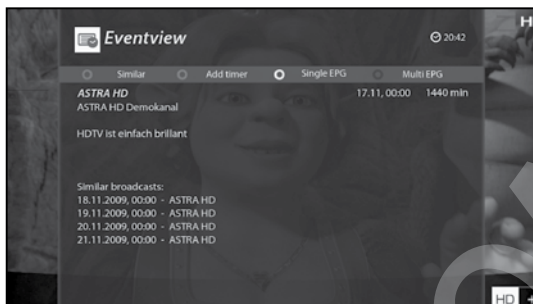 Eventview
20:42
Similar Add timer Single EPG Multi EPG
ASTRA HD 17.11, 00:00 1440 min
ASTRA HD Demokanal
HDTV ist einfach brillant
Similar broadcasts:
18.11.2009, 00:00 - ASTRA HD
19.11.2009, 00:00 - ASTRA HD
20.11.2009, 00:00 - ASTRA HD
21.11.2009, 00:00 - ASTRA HD
HD +